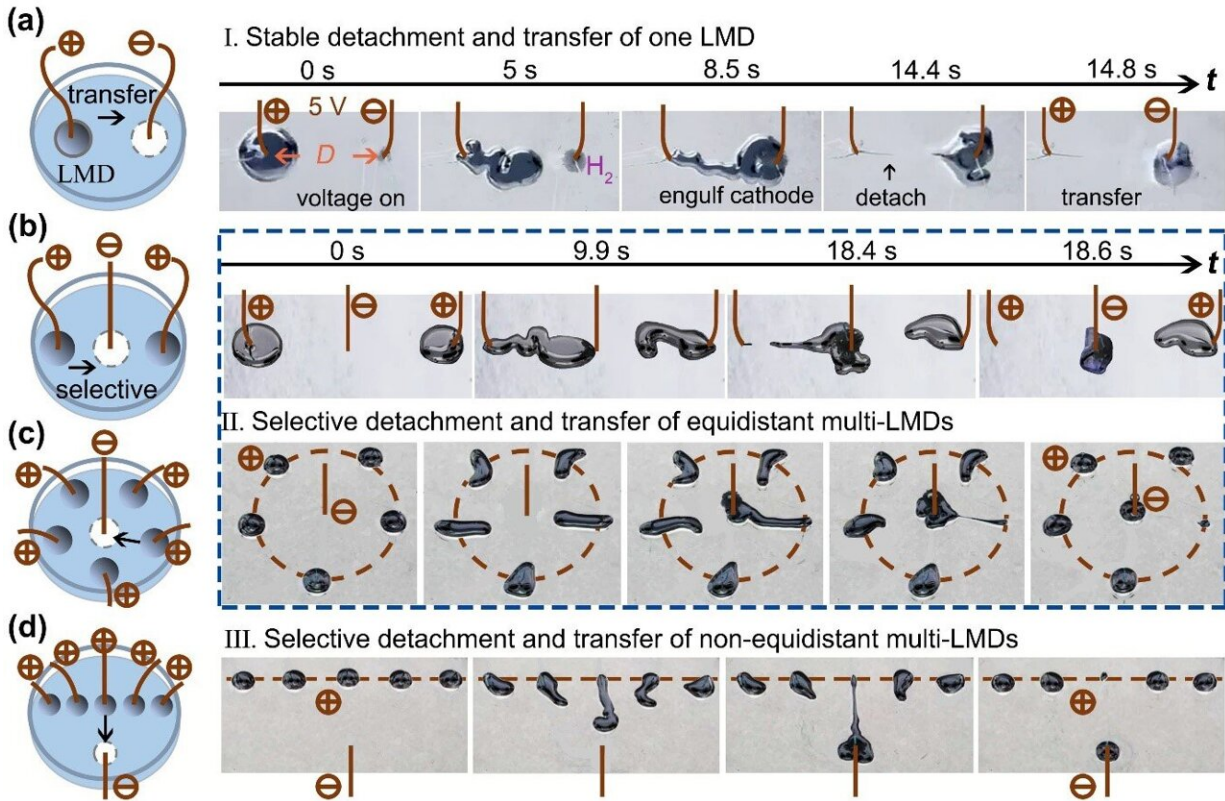 (a)
⊕ ⊖
transfer
LMD
I. Stable detachment and transfer of one LMD
0 s 5 s 8.5 s 14.4 s 14.8 s t
⊕ 5 V ⊖
D
voltage on
H₂
engulf cathode
detach
⊕ ⊖
transfer
(b)
⊕ ⊖ ⊕
selective
0 s 9.9 s 18.4 s 18.6 s t
⊕ ⊖ ⊕
⊕ ⊖ ⊕
II. Selective detachment and transfer of equidistant multi-LMDs
(c)
⊖
⊕ ⊕
⊕ ⊕
⊕
⊕
⊖
⊕
⊖
(d)
⊕ ⊕ ⊕ ⊕ ⊕
⊖
III. Selective detachment and transfer of non-equidistant multi-LMDs
⊕
⊖
⊕
⊖